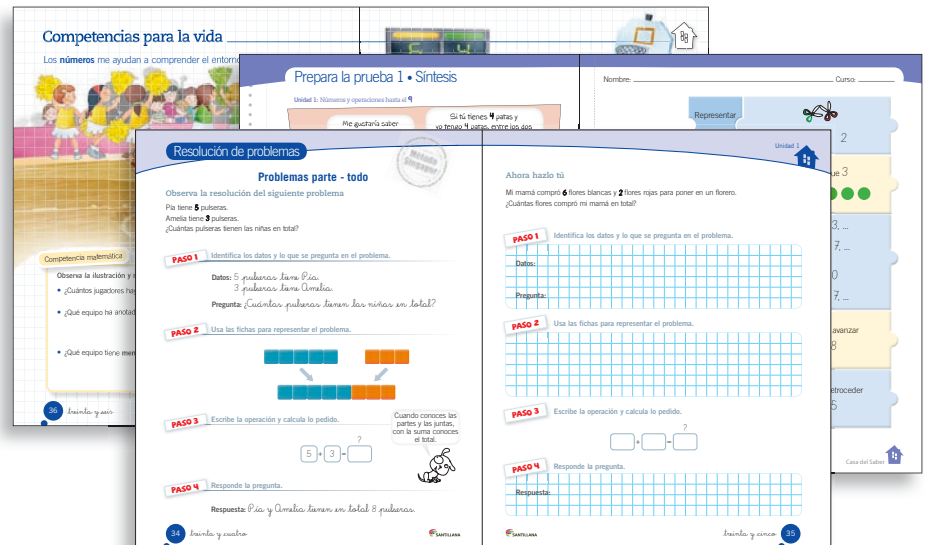 Competencias para la vida
Los números me ayudan a comprender el entorno
Competencia matemática
Observa la ilustración y
• ¿Cuántos jugadores
• ¿Qué equipo ha
• ¿Qué equipo tiene
36 treinta y seis
Prepara la prueba 1 • Síntesis
Unidad 1: Números y operaciones hasta el 9
Me gustaría saber
Si tú tienes 4 patas y
yo tengo 4 patas, entre los dos
Nombre: Curso:
Representar
2
3
3, ...
7, ...
0
7, ...
avanzar
8
5
Casa del Saber
Resolución de problemas
Método
Singapur
Problemas parte - todo
Observa la resolución del siguiente problema
Pía tiene 5 pulseras.
Amelia tiene 3 pulseras.
¿Cuántas pulseras tienen las niñas en total?
PASO 1 Identifica los datos y lo que se pregunta en el problema.
Datos: 5 pulseras tiene Pía.
3 pulseras tiene Amelia.
Pregunta: ¿Cuántas pulseras tienen las niñas en total?
PASO 2 Usa las fichas para representar el problema.
PASO 3 Escribe la operación y calcula lo pedido.
?
5 + 3 =
Cuando conoces las
partes y las juntas,
con la suma conoces
el total.
PASO 4 Responde la pregunta.
Respuesta: Pía y Amelia tienen en total 8 pulseras.
34 treinta y cuatro
SANTILLANA
Unidad 1
Ahora hazlo tú
Mi mamá compró 6 flores blancas y 2 flores rojas para poner en un florero.
¿Cuántas flores compró mi mamá en total?
PASO 1 Identifica los datos y lo que se pregunta en el problema.
Datos:
Pregunta:
PASO 2 Usa las fichas para representar el problema.
PASO 3 Escribe la operación y calcula lo pedido.
?
+ =
PASO 4 Responde la pregunta.
Respuesta:
SANTILLANA
treinta y cinco 35